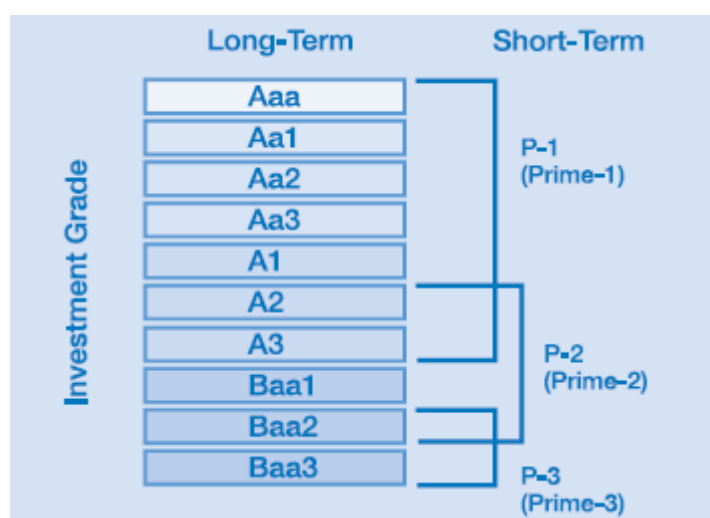 Long-Term
Short-Term
Investment Grade
Aaa
Aa1
Aa2
Aa3
A1
A2
A3
Baa1
Baa2
Baa3
P-1
(Prime-1)
P-2
(Prime-2)
P-3
(Prime-3)